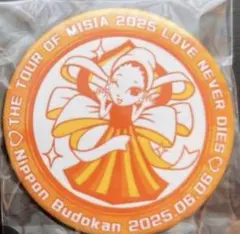 ♡THE TOUR OF MISIA 2025 LOVE NEVER DIES♡
Nippon Budokan 2025.06.06